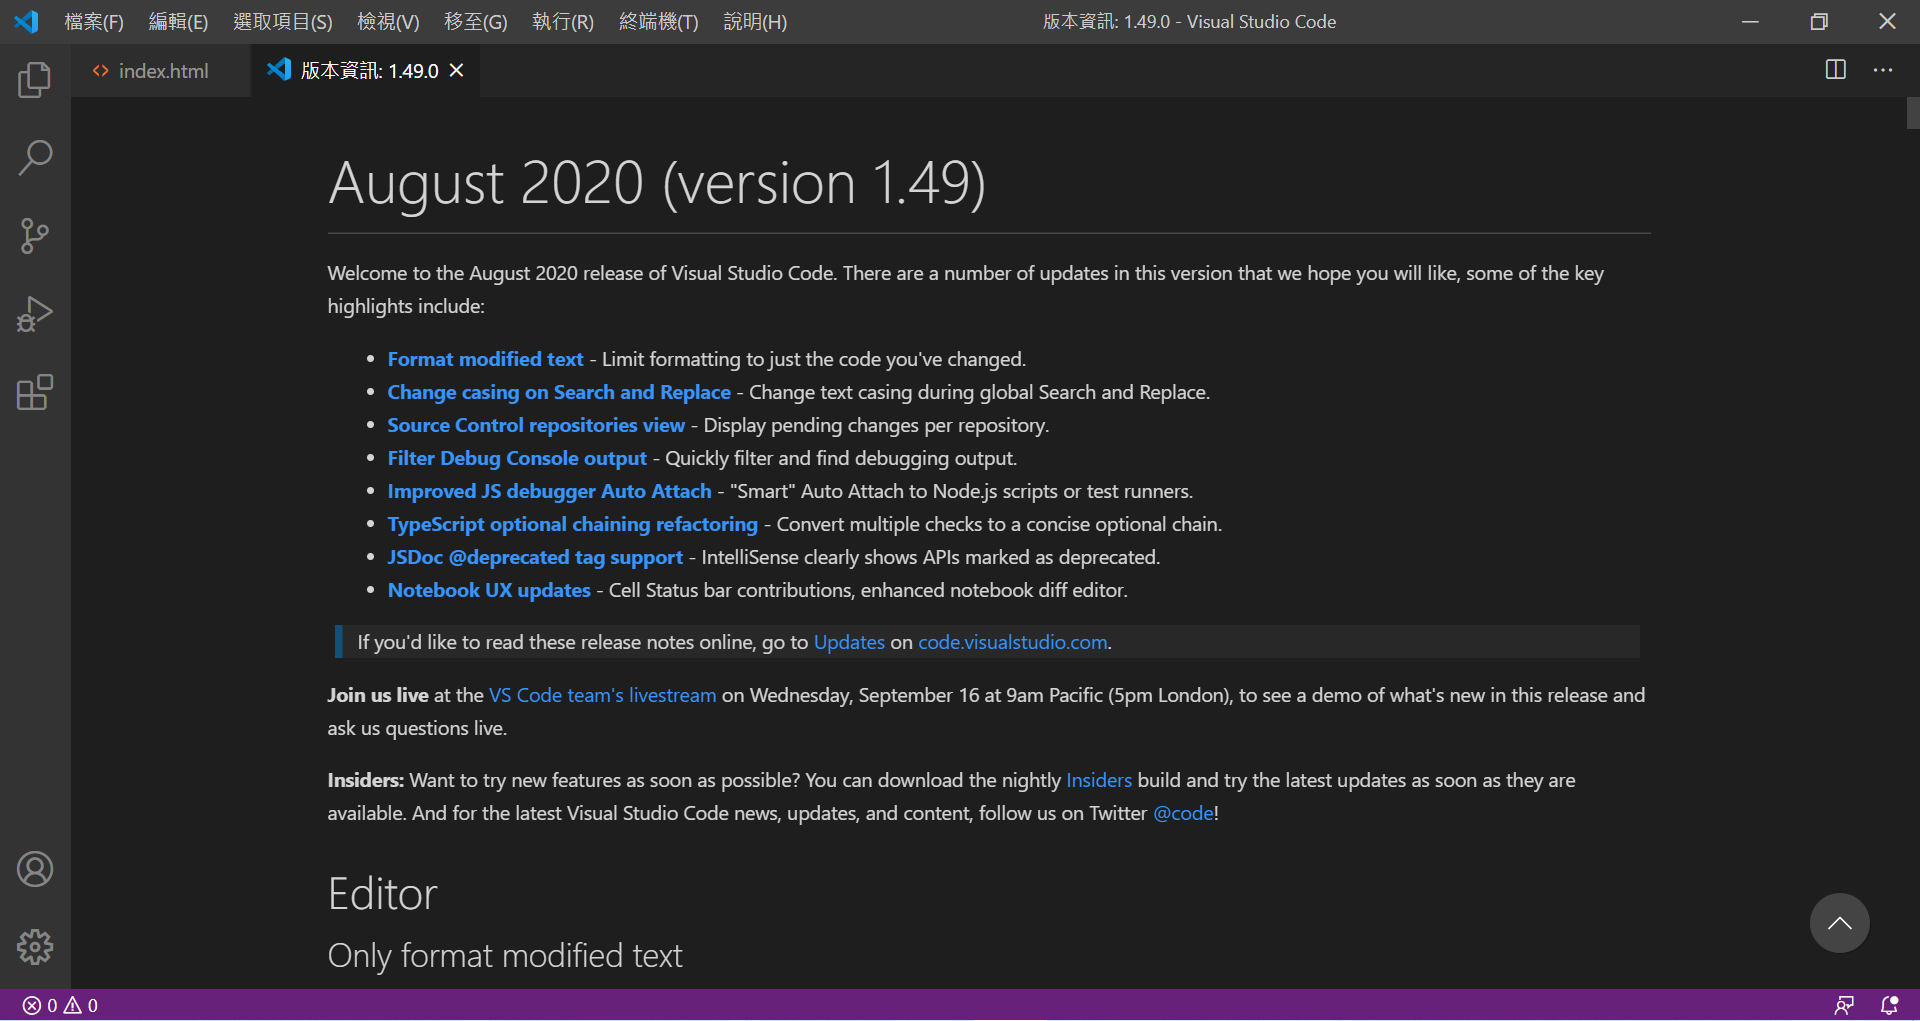 檔案(F) 編輯(E) 選取項目(S) 檢視(V) 移至(G) 執行(R) 終端機(T) 說明(H) 版本資訊: 1.49.0 - Visual Studio Code
index.html 版本資訊: 1.49.0
August 2020 (version 1.49)
Welcome to the August 2020 release of Visual Studio Code. There are a number of updates in this version that we hope you will like, some of the key
highlights include:
• Format modified text - Limit formatting to just the code you've changed.
• Change casing on Search and Replace - Change text casing during global Search and Replace.
• Source Control repositories view - Display pending changes per repository.
• Filter Debug Console output - Quickly filter and find debugging output.
• Improved JS debugger Auto Attach - "Smart" Auto Attach to Node.js scripts or test runners.
• TypeScript optional chaining refactoring - Convert multiple checks to a concise optional chain.
• JSDoc @deprecated tag support - IntelliSense clearly shows APIs marked as deprecated.
• Notebook UX updates - Cell Status bar contributions, enhanced notebook diff editor.
If you'd like to read these release notes online, go to Updates on code.visualstudio.com.
Join us live at the VS Code team's livestream on Wednesday, September 16 at 9am Pacific (5pm London), to see a demo of what's new in this release and
ask us questions live.
Insiders: Want to try new features as soon as possible? You can download the nightly Insiders build and try the latest updates as soon as they are
available. And for the latest Visual Studio Code news, updates, and content, follow us on Twitter @code!
Editor
Only format modified text
0 0